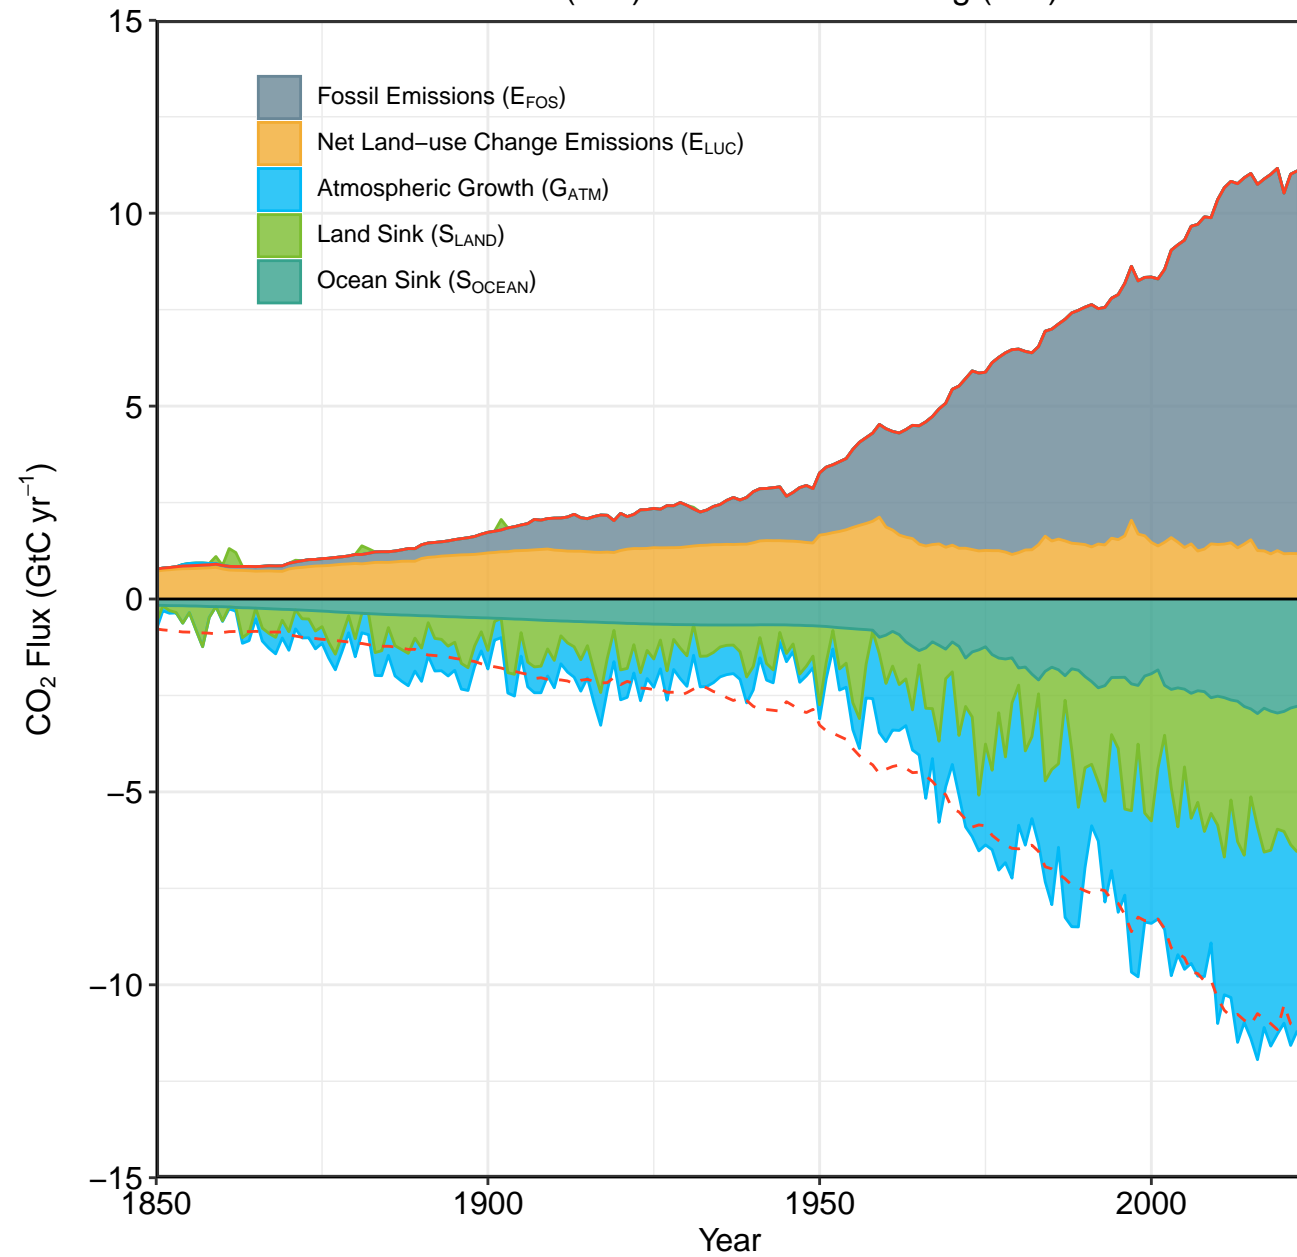 15
Fossil Emissions (EFOS)
Net Land−use Change Emissions (ELUC)
Atmospheric Growth (GATM)
Land Sink (SLAND)
Ocean Sink (SOCEAN)
10
5
0
−5
−10
−15
CO2 Flux (GtC yr−1)
1850
1900
1950
2000
Year